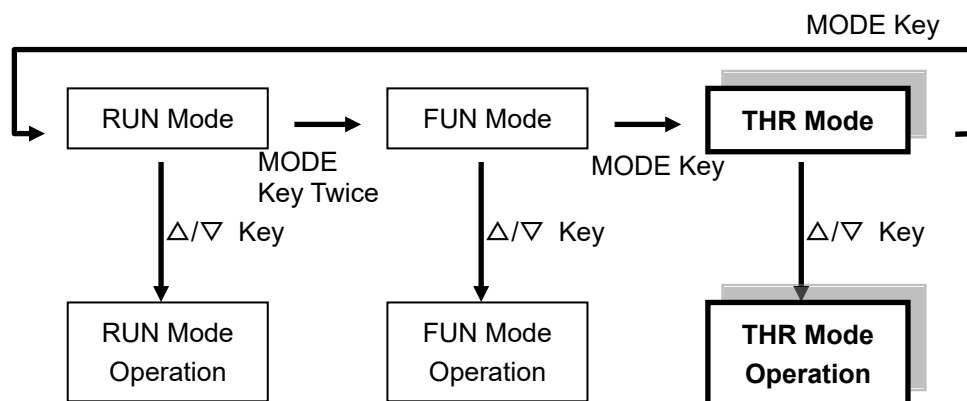 MODE Key
RUN Mode
FUN Mode
THR Mode
MODE
Key Twice
MODE Key
△/▽ Key
△/▽ Key
△/▽ Key
RUN Mode
Operation
FUN Mode
Operation
THR Mode
Operation